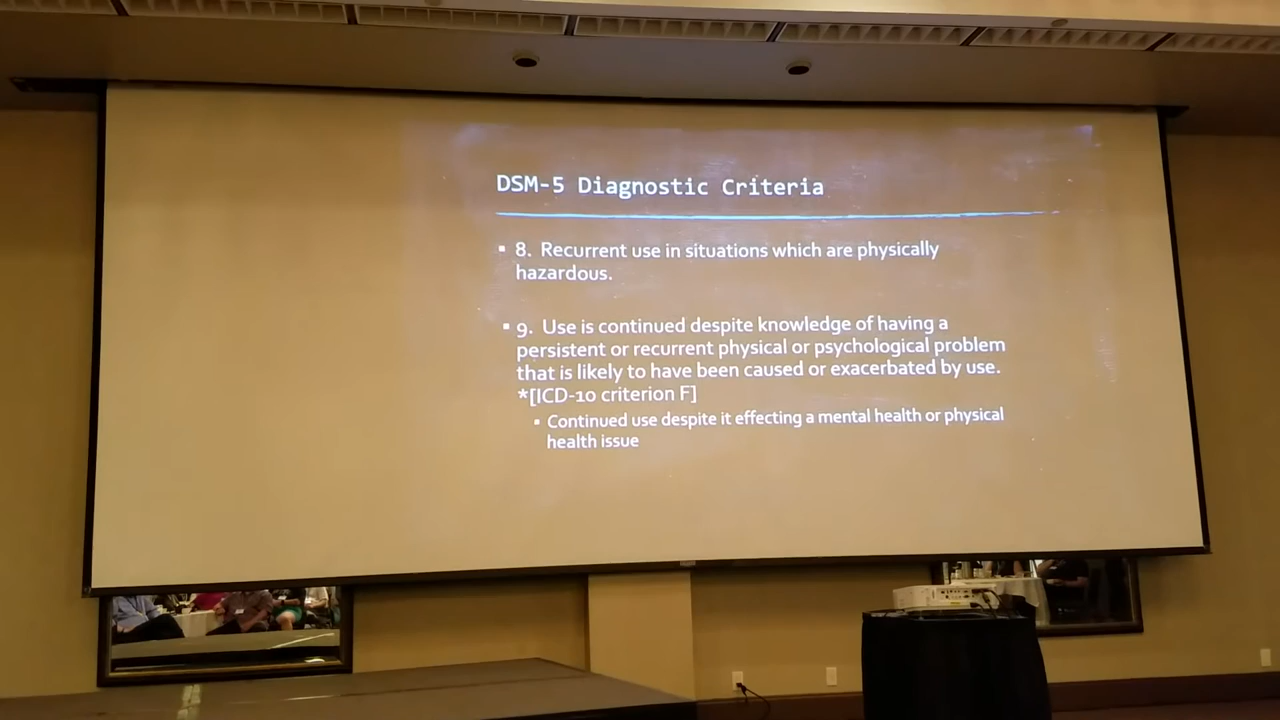 DSM-5 Diagnostic Criteria
▪ 8. Recurrent use in situations which are physically
hazardous.
▪ 9. Use is continued despite knowledge of having a
persistent or recurrent physical or psychological problem
that is likely to have been caused or exacerbated by use.
*[ICD-10 criterion F]
▪ Continued use despite it effecting a mental health or physical
health issue